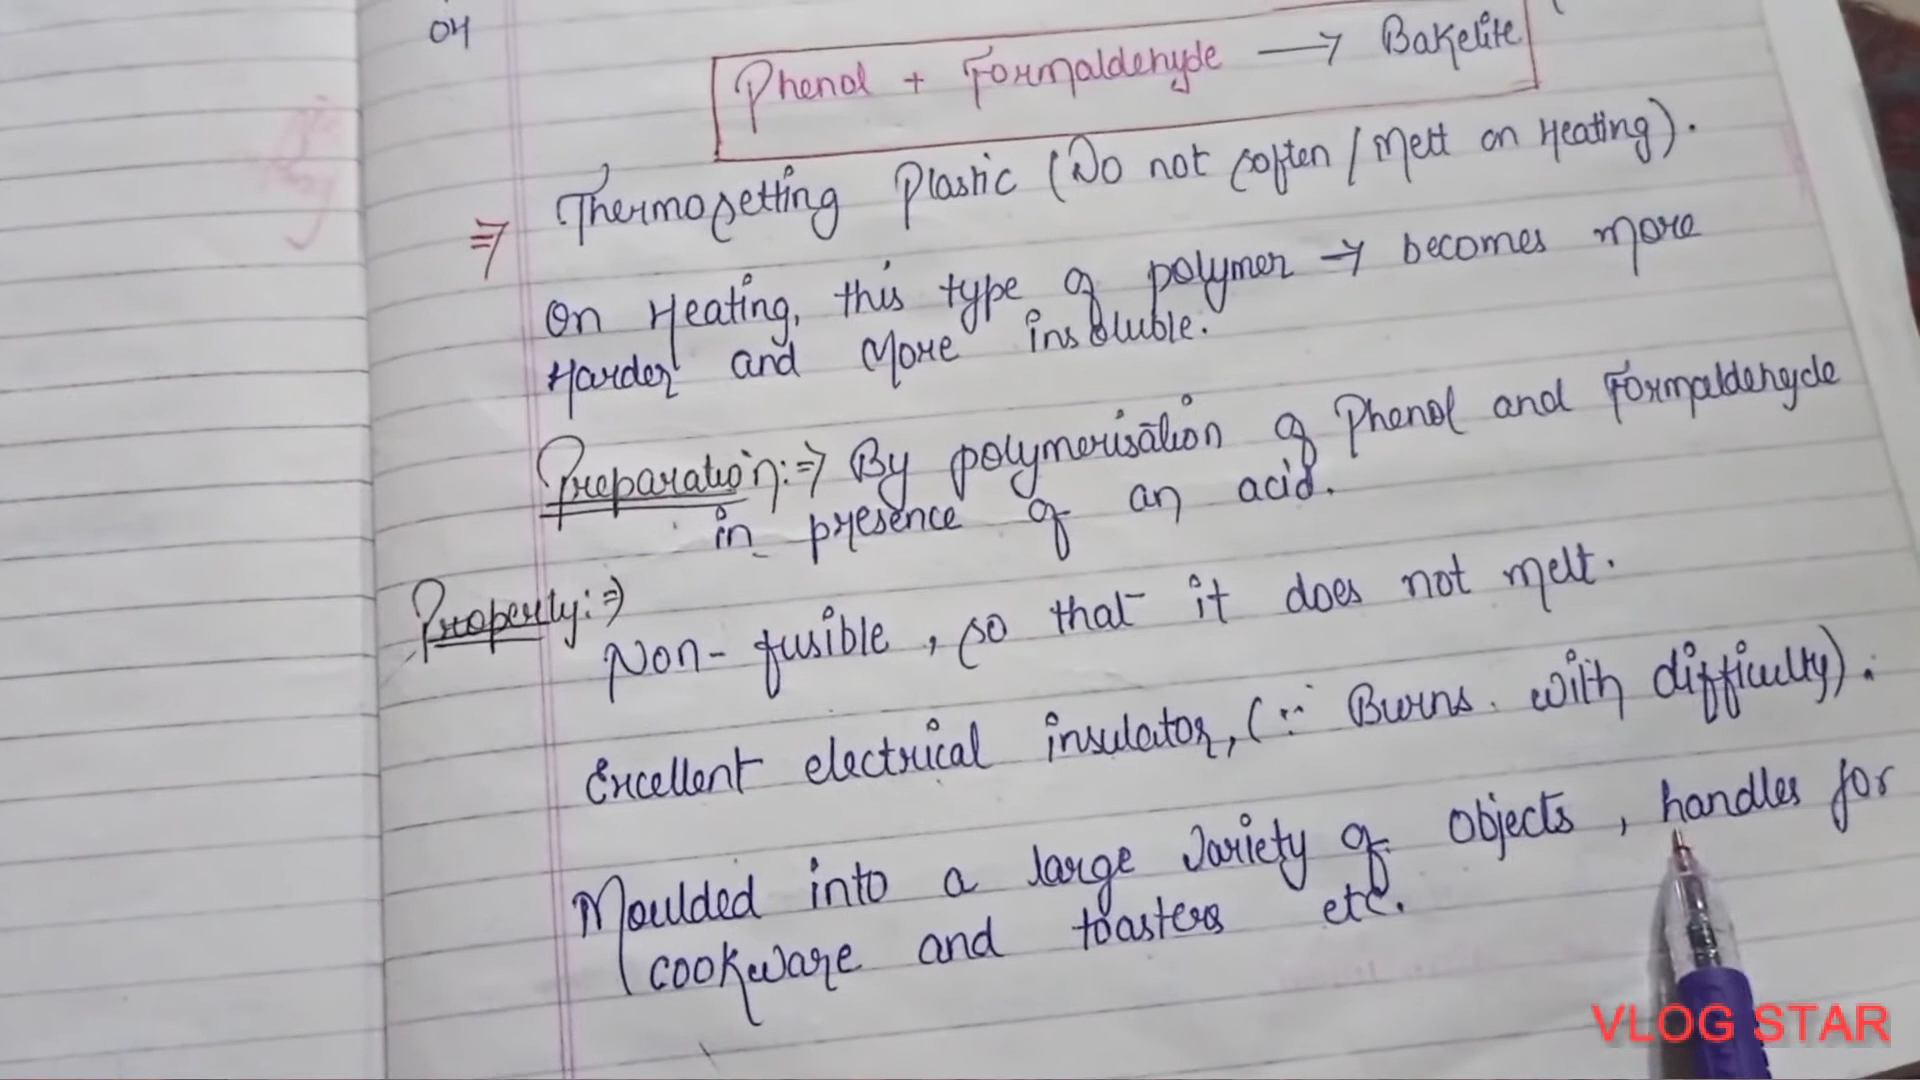 04
Phenol + Formaldehyde → Bakelite
⇒ Thermosetting Plastic (Do not soften / Melt on Heating).
On Heating, this type of polymer → becomes more
Harder and More insoluble.
Preparation:⇒ By polymerisation of Phenol and Formaldehyde
in presence of an acid.
Property:⇒
Non-fusible, so that it does not melt.
Excellent electrical insulator, (∵ Burns with difficulty).
Moulded into a large variety of objects, handles for
cookware and toasters etc.
VLOG STAR